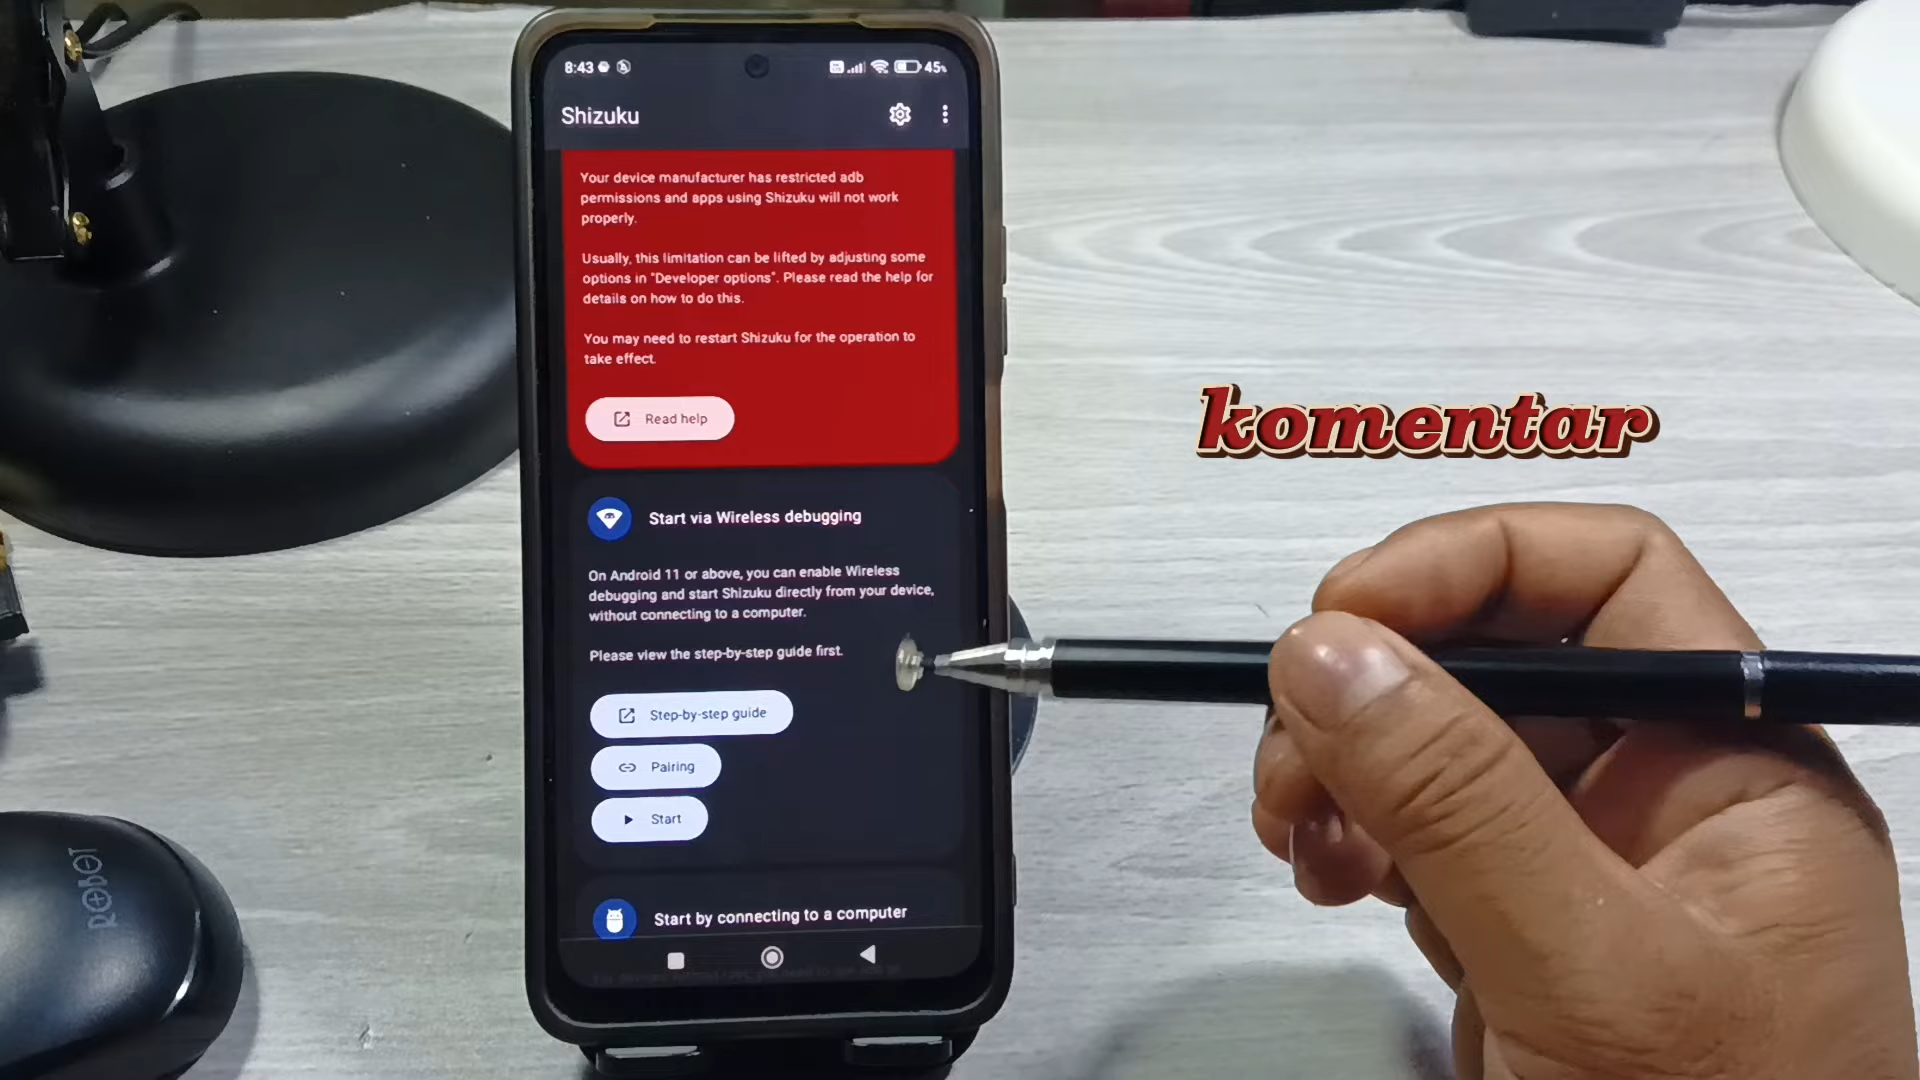 8:43
45%
Shizuku
Your device manufacturer has restricted adb
permissions and apps using Shizuku will not work
properly.
Usually, this limitation can be lifted by adjusting some
options in "Developer options". Please read the help for
details on how to do this.
You may need to restart Shizuku for the operation to
take effect.
Read help
komentar
Start via Wireless debugging
On Android 11 or above, you can enable Wireless
debugging and start Shizuku directly from your device,
without connecting to a computer.
Please view the step-by-step guide first.
Step-by-step guide
Pairing
Start
Start by connecting to a computer
ROBOT